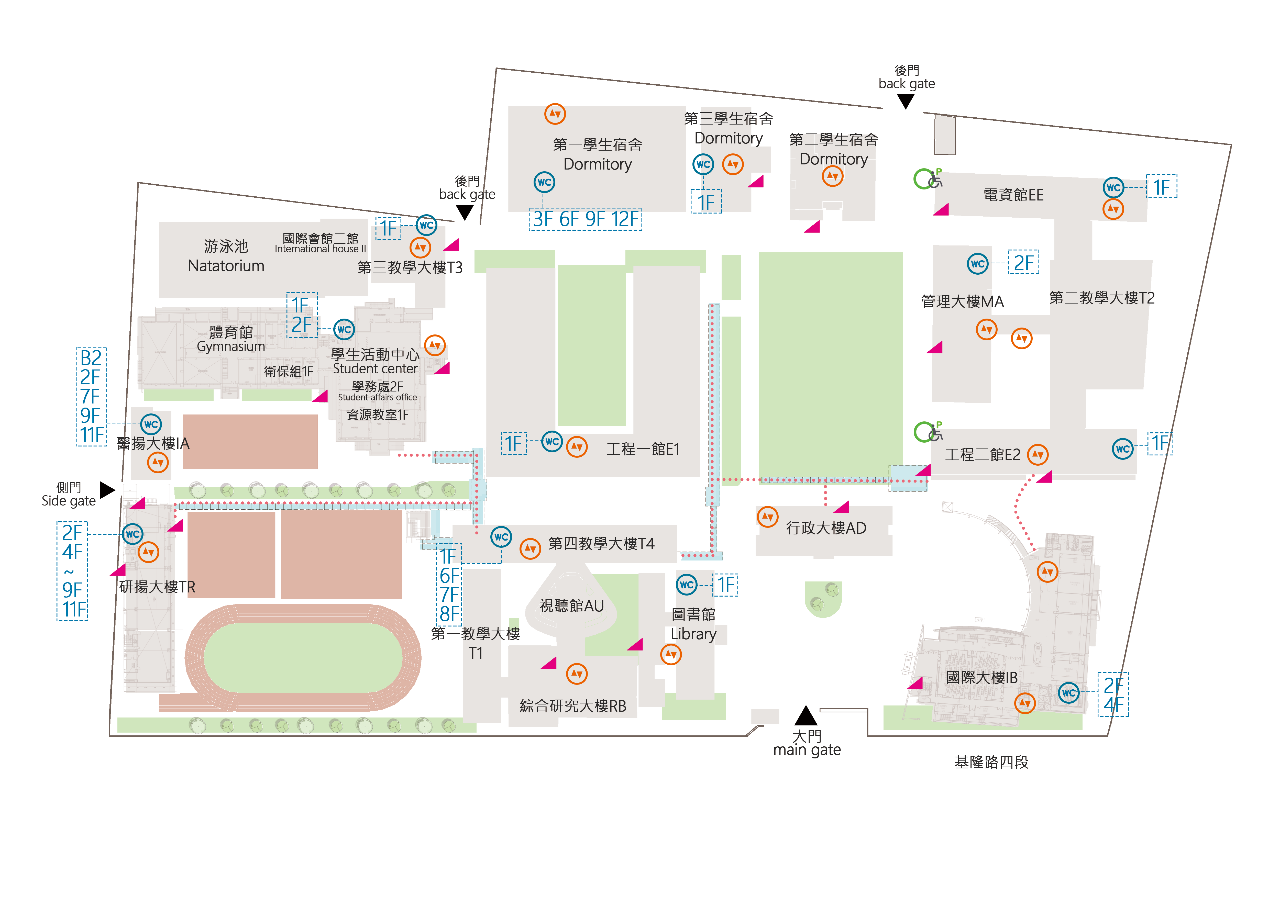 後門
back gate
第三學生宿舍
Dormitory
第一學生宿舍
Dormitory
第二學生宿舍
Dormitory
WC
WC
1F
3F 6F 9F 12F
P
電資館EE
WC
1F
後門
back gate
游泳池
Natatorium
國際會館二館
International house II
1F
WC
第三教學大樓T3
WC
2F
管理大樓MA
第二教學大樓T2
1F
2F
WC
體育館
Gymnasium
衛保組1F
學生活動中心
Student center
學務處2F
Student affairs office
資源教室1F
B2
2F
7F
9F
11F
WC
醫揚大樓IA
1F
WC
工程一館E1
P
工程二館E2
WC
1F
側門
Side gate
2F
4F
~
9F
11F
WC
研揚大樓TR
WC
1F
6F
7F
8F
第四教學大樓T4
行政大樓AD
視聽館AU
WC
1F
圖書館
Library
第一教學大樓
T1
綜合研究大樓RB
國際大樓IB
WC
2F
4F
大門
main gate
基隆路四段